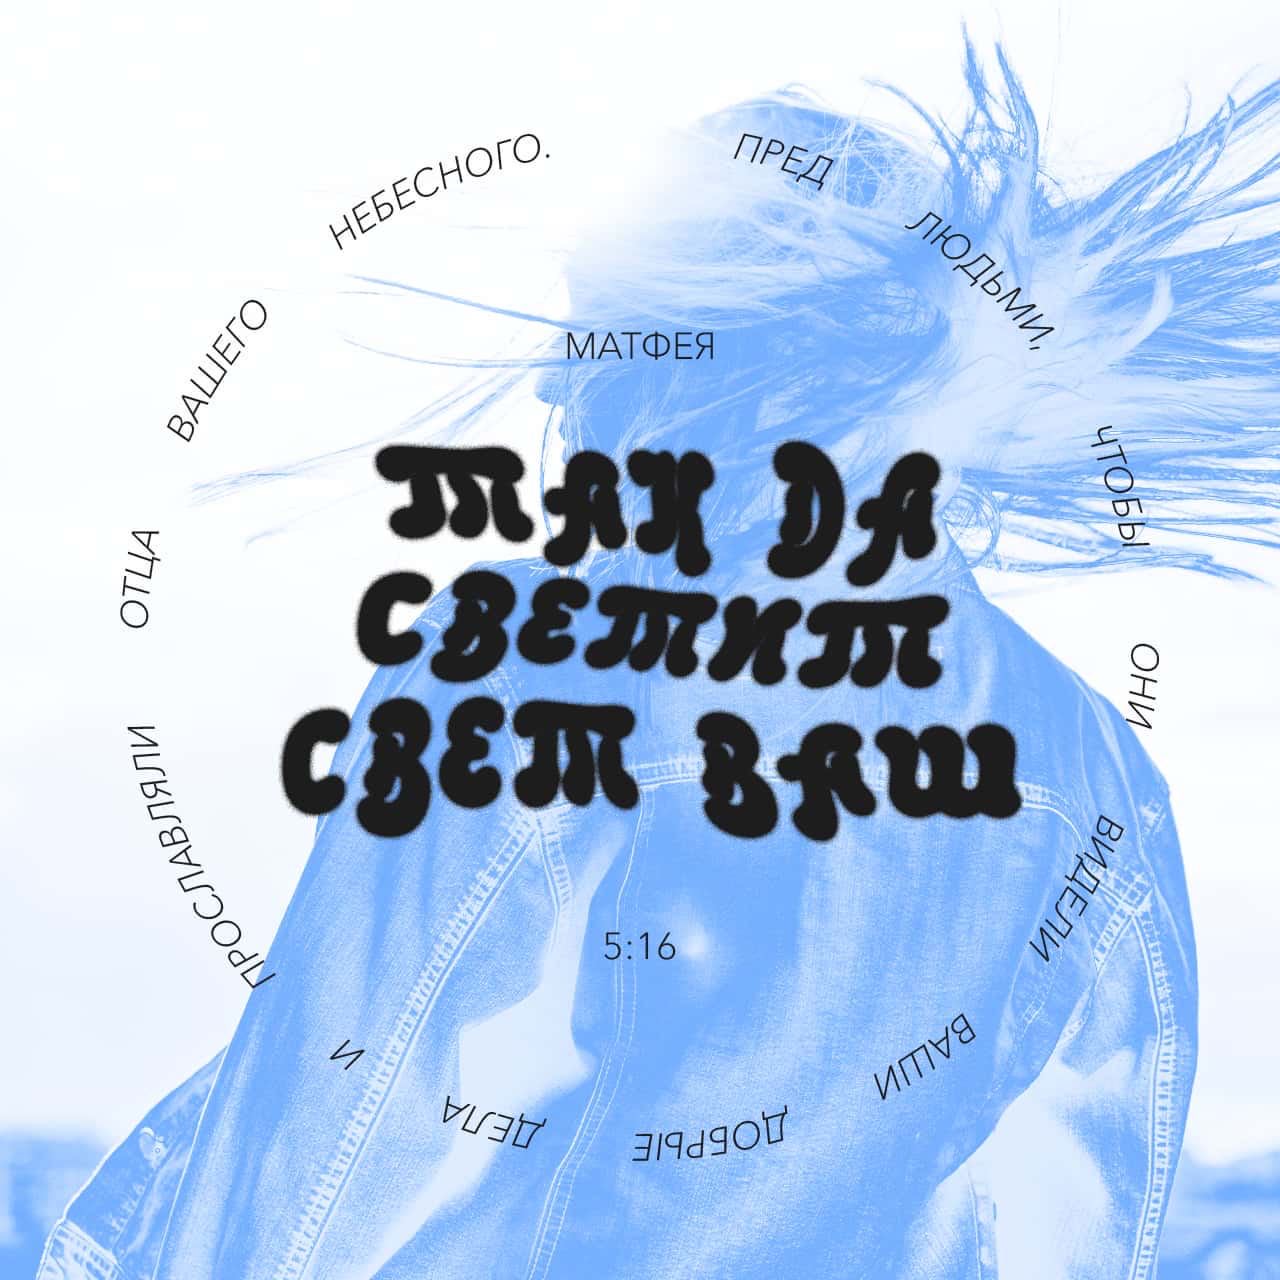 МАТФЕЯ
ТАК ДА
СВЕТИТ
СВЕТ ВАШ
5:16
ПРЕД ЛЮДЬМИ, ЧТОБЫ ОНИ ВИДЕЛИ ВАШИ ДОБРЫЕ ДЕЛА И ПРОСЛАВЛЯЛИ ОТЦА ВАШЕГО НЕБЕСНОГО.